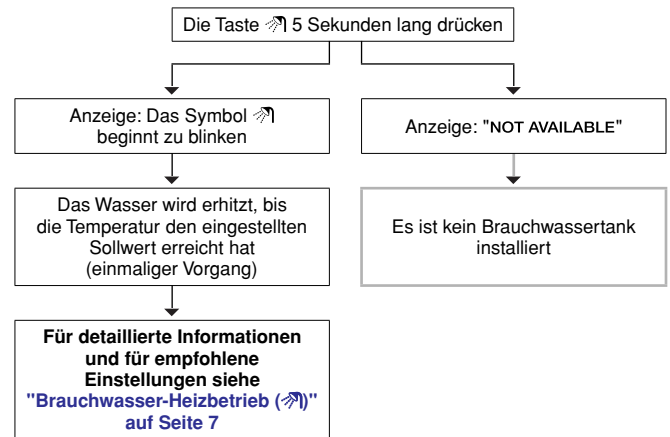 Die Taste 5 Sekunden lang drücken
Anzeige: Das Symbol
beginnt zu blinken
Anzeige: "NOT AVAILABLE"
Das Wasser wird erhitzt, bis
die Temperatur den eingestellten
Sollwert erreicht hat
(einmaliger Vorgang)
Es ist kein Brauchwassertank
installiert
Für detaillierte Informationen
und für empfohlene
Einstellungen siehe
"Brauchwasser-Heizbetrieb ()"
auf Seite 7